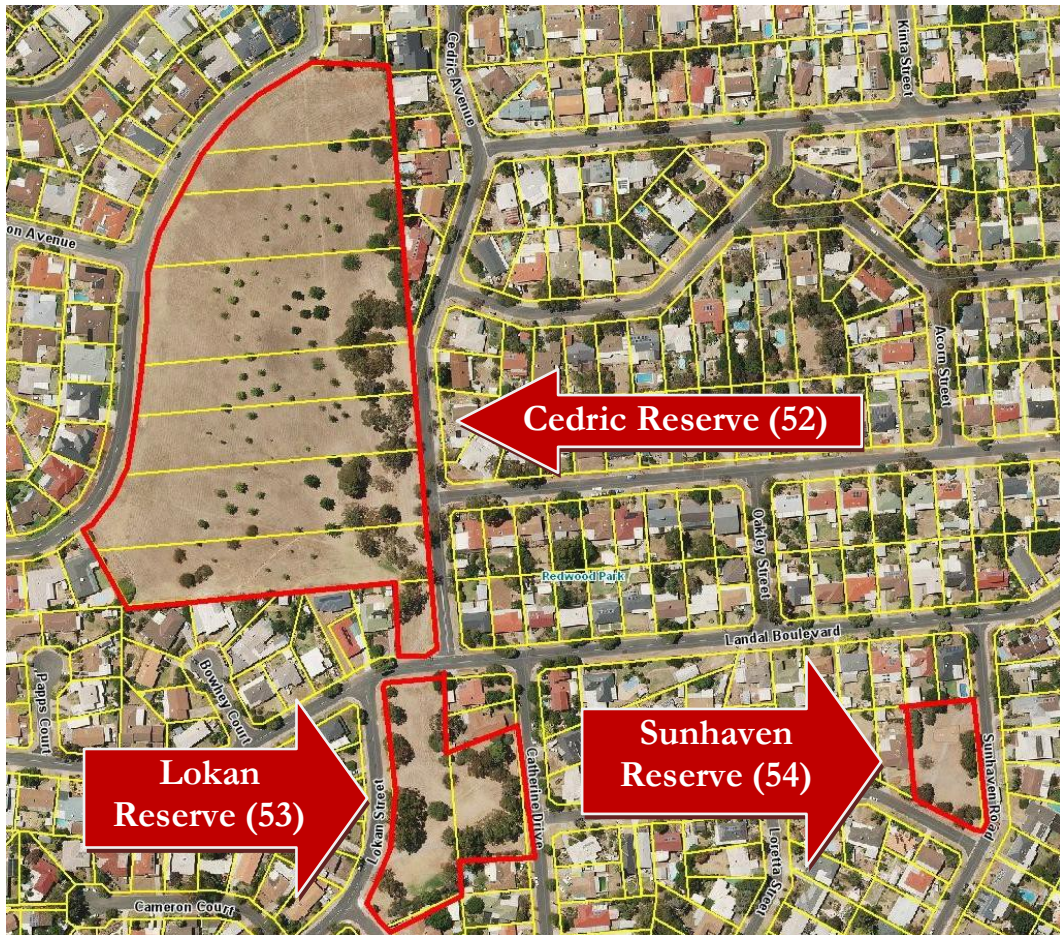 Cedric Avenue
Kinta Street
on Avenue
Acorn Street
Cedric Reserve (52)
Oakley Street
Redwood Park
Landal Boulevard
Papps Court
Bowhey Court
Lokan
Reserve (53)
Lokan Street
Catherine Drive
Sunhaven
Reserve (54)
Sunhaven Road
Loretta Street
Cameron Court